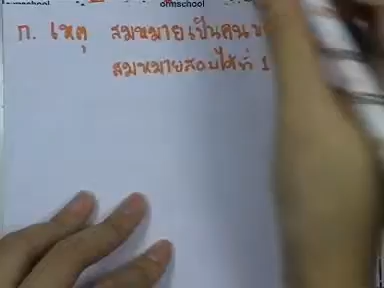 ormschool
ก. เหตุ สมหมายเป็นคน
สมหมายสอบได้ที่ 1